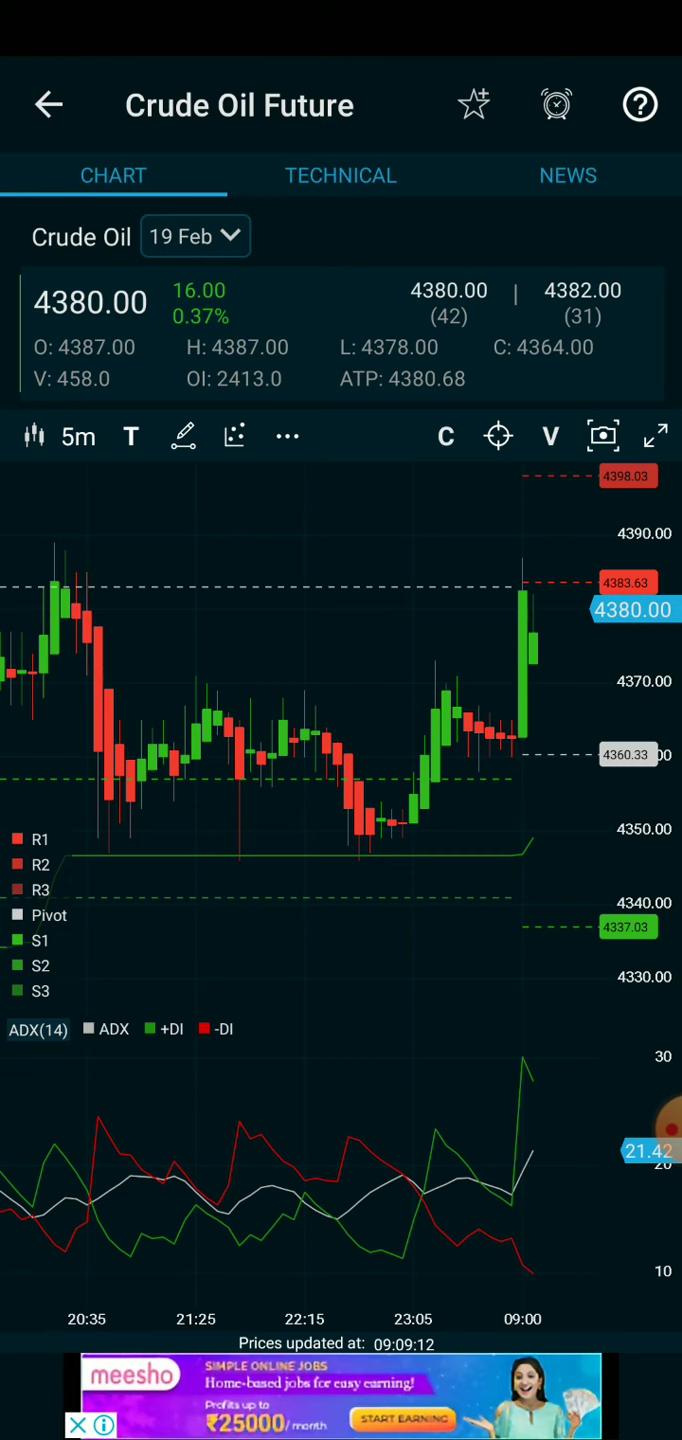 Crude Oil Future
CHART TECHNICAL NEWS
Crude Oil 19 Feb
4380.00 16.00 4380.00 | 4382.00
0.37% (42) (31)
O: 4387.00 H: 4387.00 L: 4378.00 C: 4364.00
V: 458.0 OI: 2413.0 ATP: 4380.68
5m T C V
4398.03
4390.00
4383.63
4380.00
4370.00
4360.33
4350.00
4340.00
4337.03
4330.00
R1
R2
R3
Pivot
S1
S2
S3
ADX(14) ADX +DI -DI
30
21.42
20
10
20:35 21:25 22:15 23:05 09:00
Prices updated at: 09:09:12
meesho
SIMPLE ONLINE JOBS
Home-based jobs for easy earning!
Profits up to
₹25000/month
START EARNING